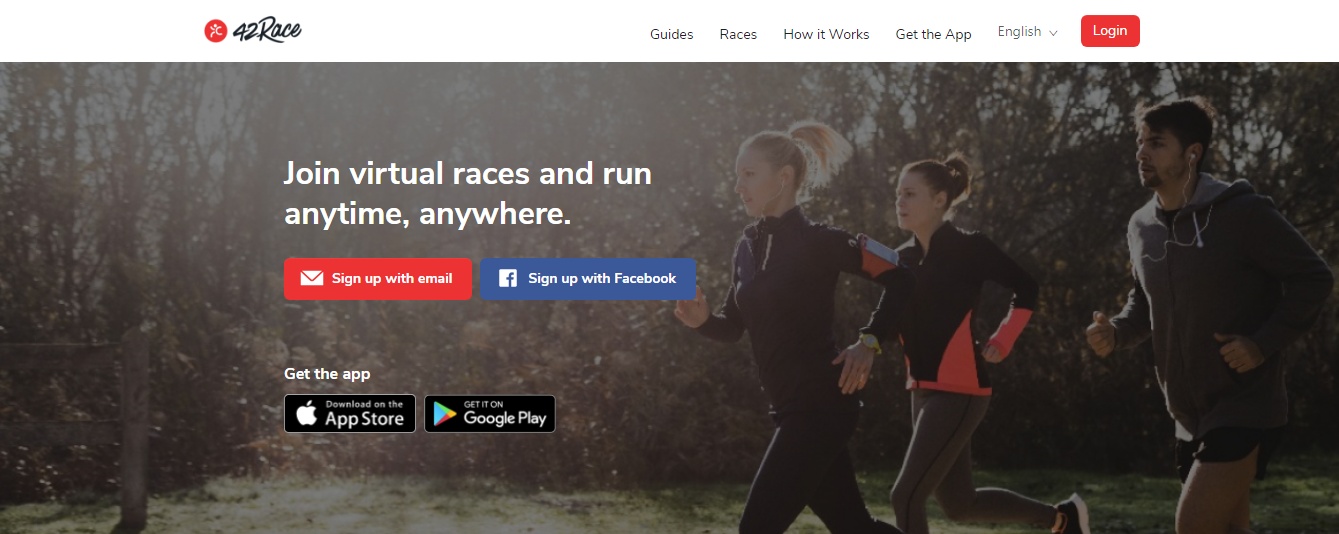 42Race
Guides
Races
How it Works
Get the App
English
Login
Join virtual races and run
anytime, anywhere.
Sign up with email
Sign up with Facebook
Get the app
Download on the
App Store
GET IT ON
Google Play